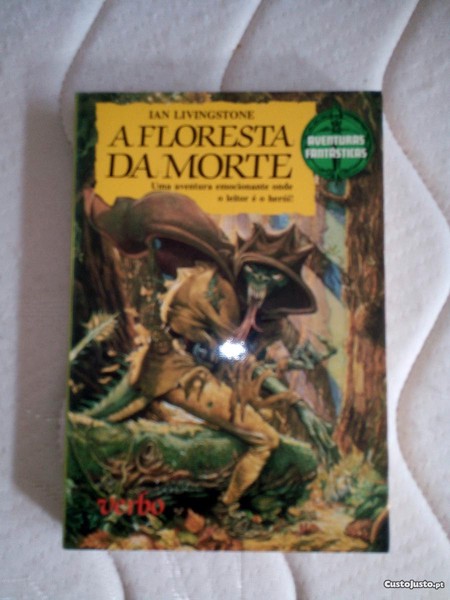 IAN LIVINGSTONE
A FLORESTA
DA MORTE
Uma aventura emocionante onde
o leitor é o herói!
AVENTURAS
FANTÁSTICAS
verbo
CustoJusto.pt